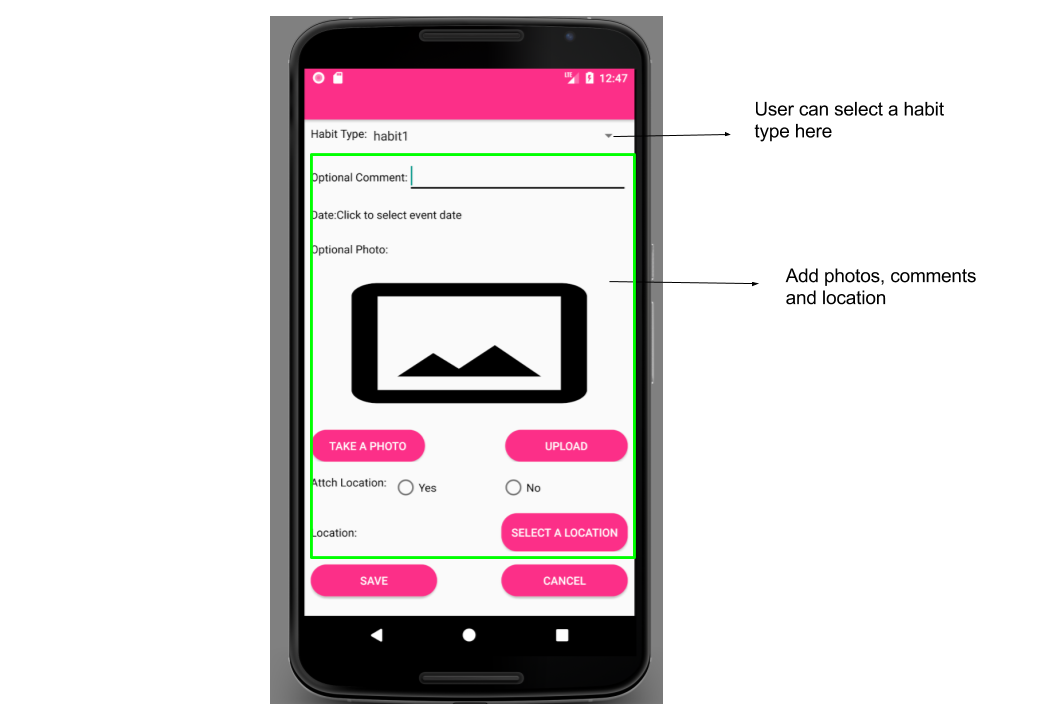 LTE 12:47
Habit Type: habit1
User can select a habit
type here
Optional Comment:
Date:Click to select event date
Optional Photo:
Add photos, comments
and location
TAKE A PHOTO UPLOAD
Attch Location: Yes No
Location: SELECT A LOCATION
SAVE CANCEL